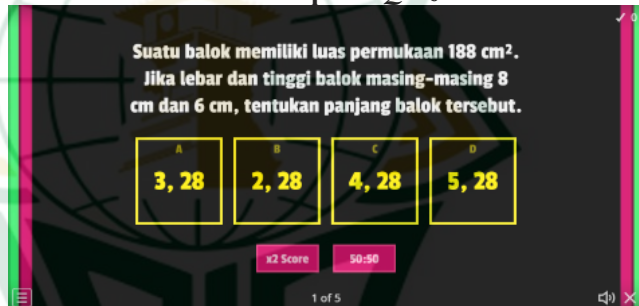 ✓ 0
Suatu balok memiliki luas permukaan 188 cm².
Jika lebar dan tinggi balok masing-masing 8
cm dan 6 cm, tentukan panjang balok tersebut.
A
3, 28
B
2, 28
C
4, 28
D
5, 28
x2 Score
50:50
1 of 5